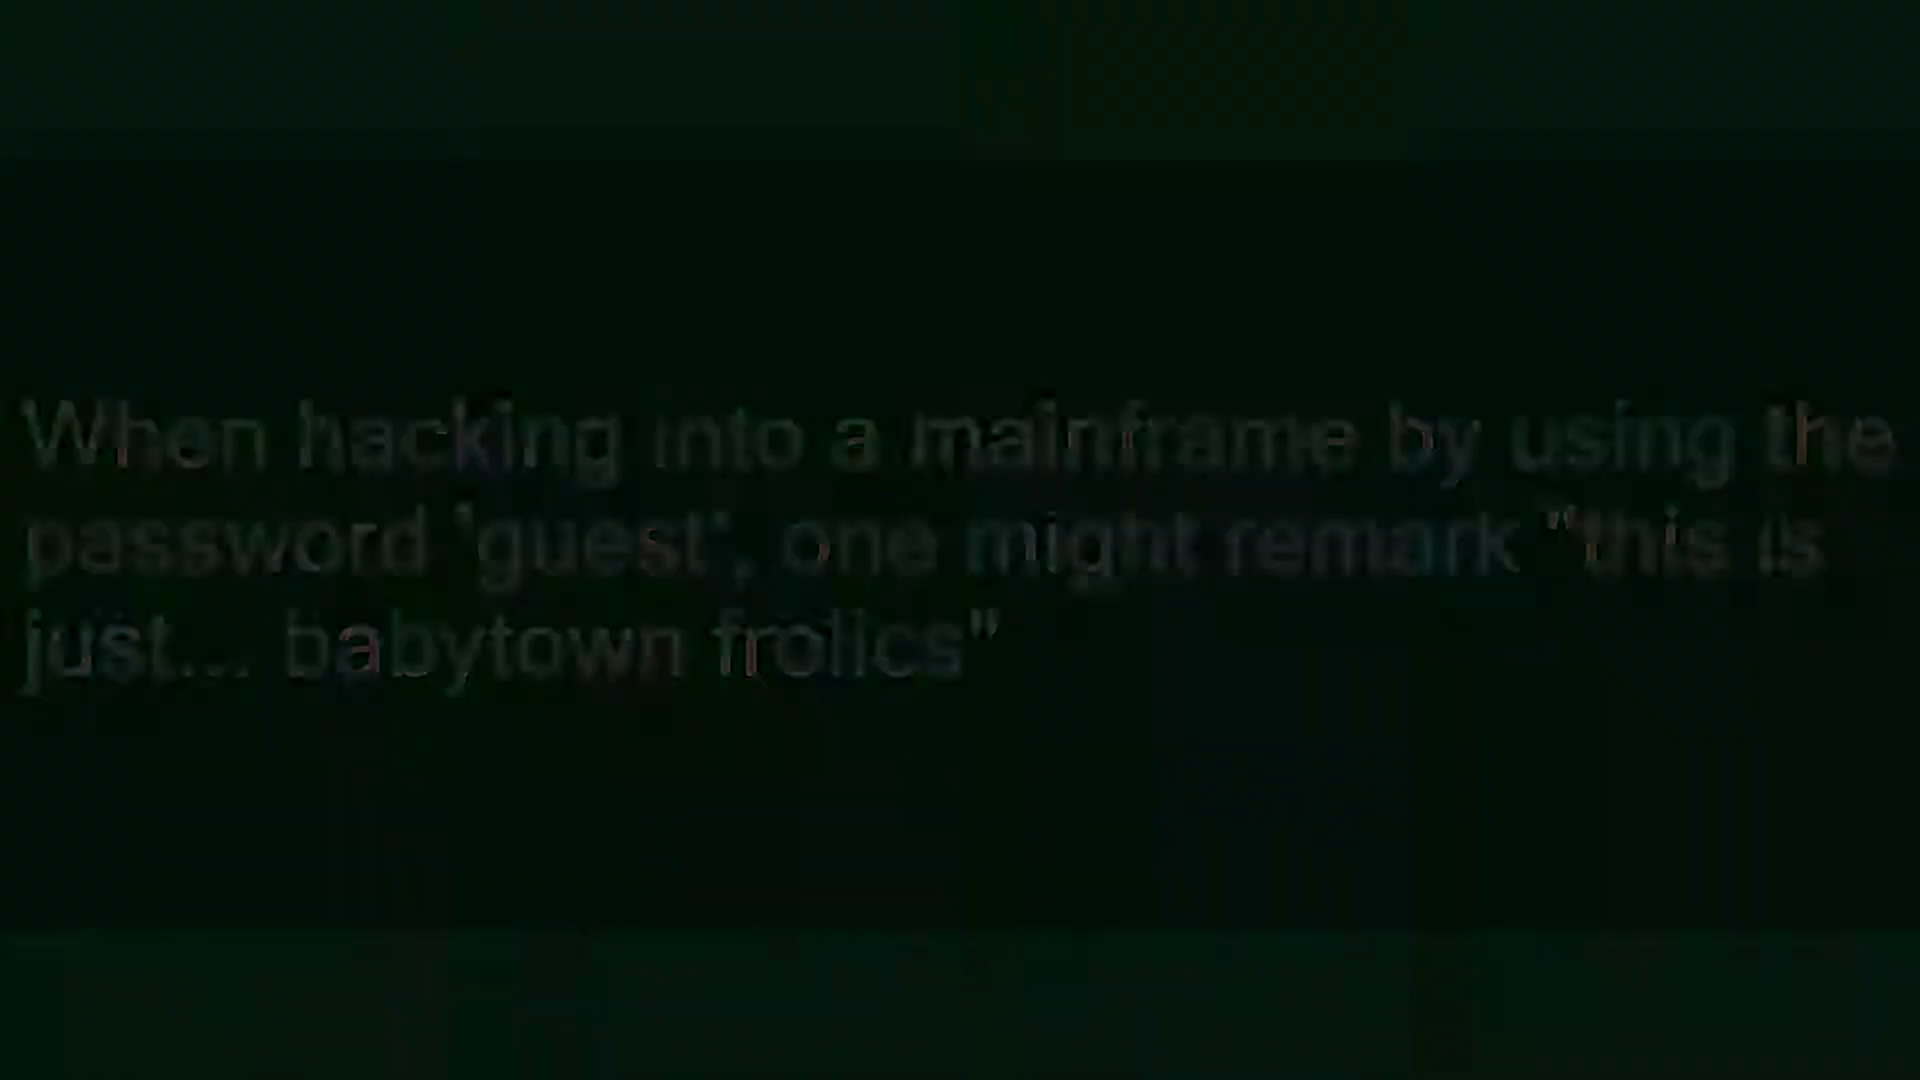 When hacking into a mainframe by using the
password 'guest', one might remark "this is
just... babytown frolics"